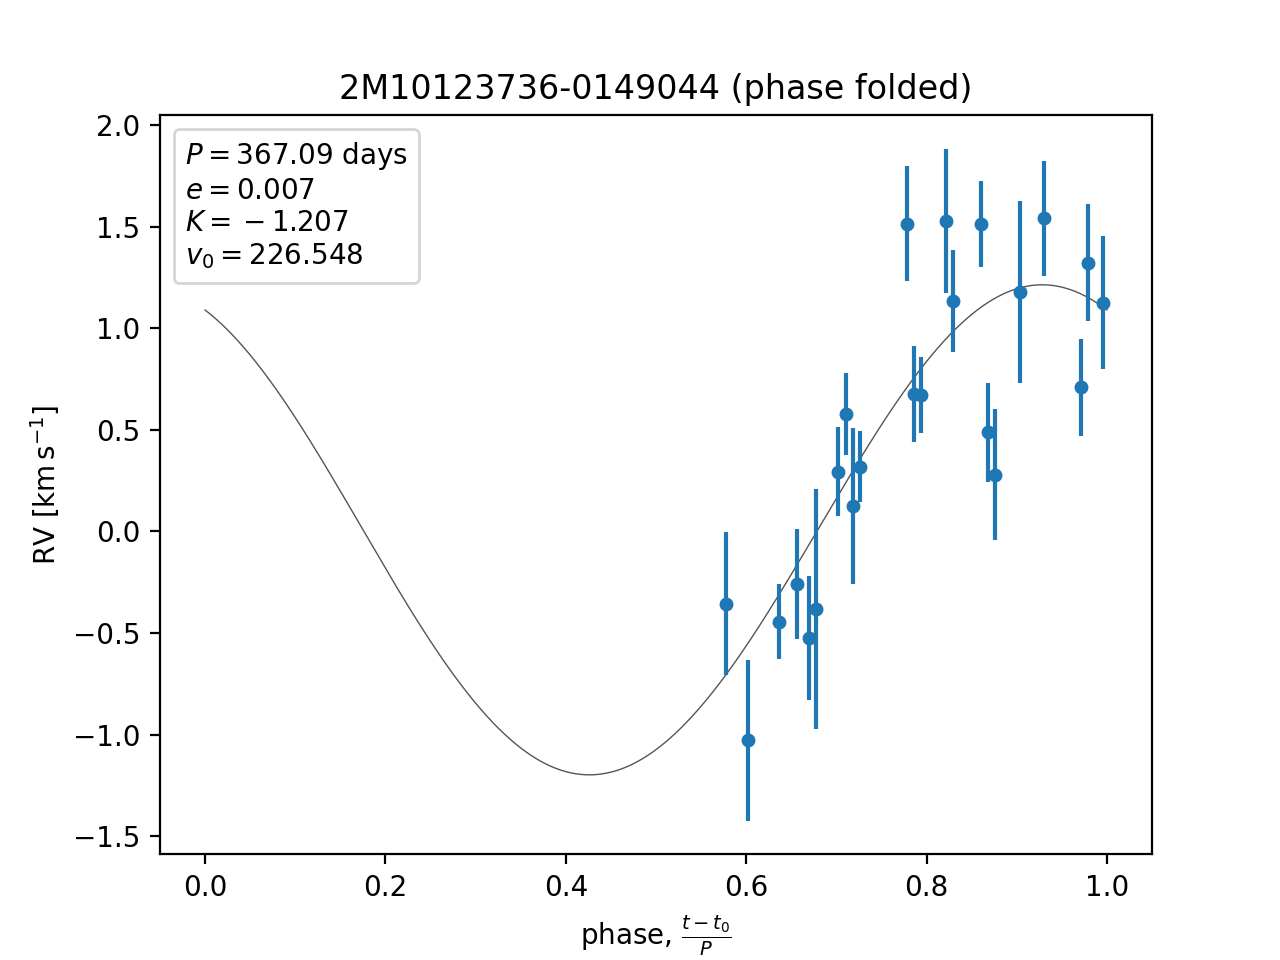 2M10123736-0149044 (phase folded)
P = 367.09 days
e = 0.007
K = −1.207
v₀ = 226.548
RV [km s⁻¹]
2.0
1.5
1.0
0.5
0.0
−0.5
−1.0
−1.5
0.0 0.2 0.4 0.6 0.8 1.0
phase, (t − t₀)/P